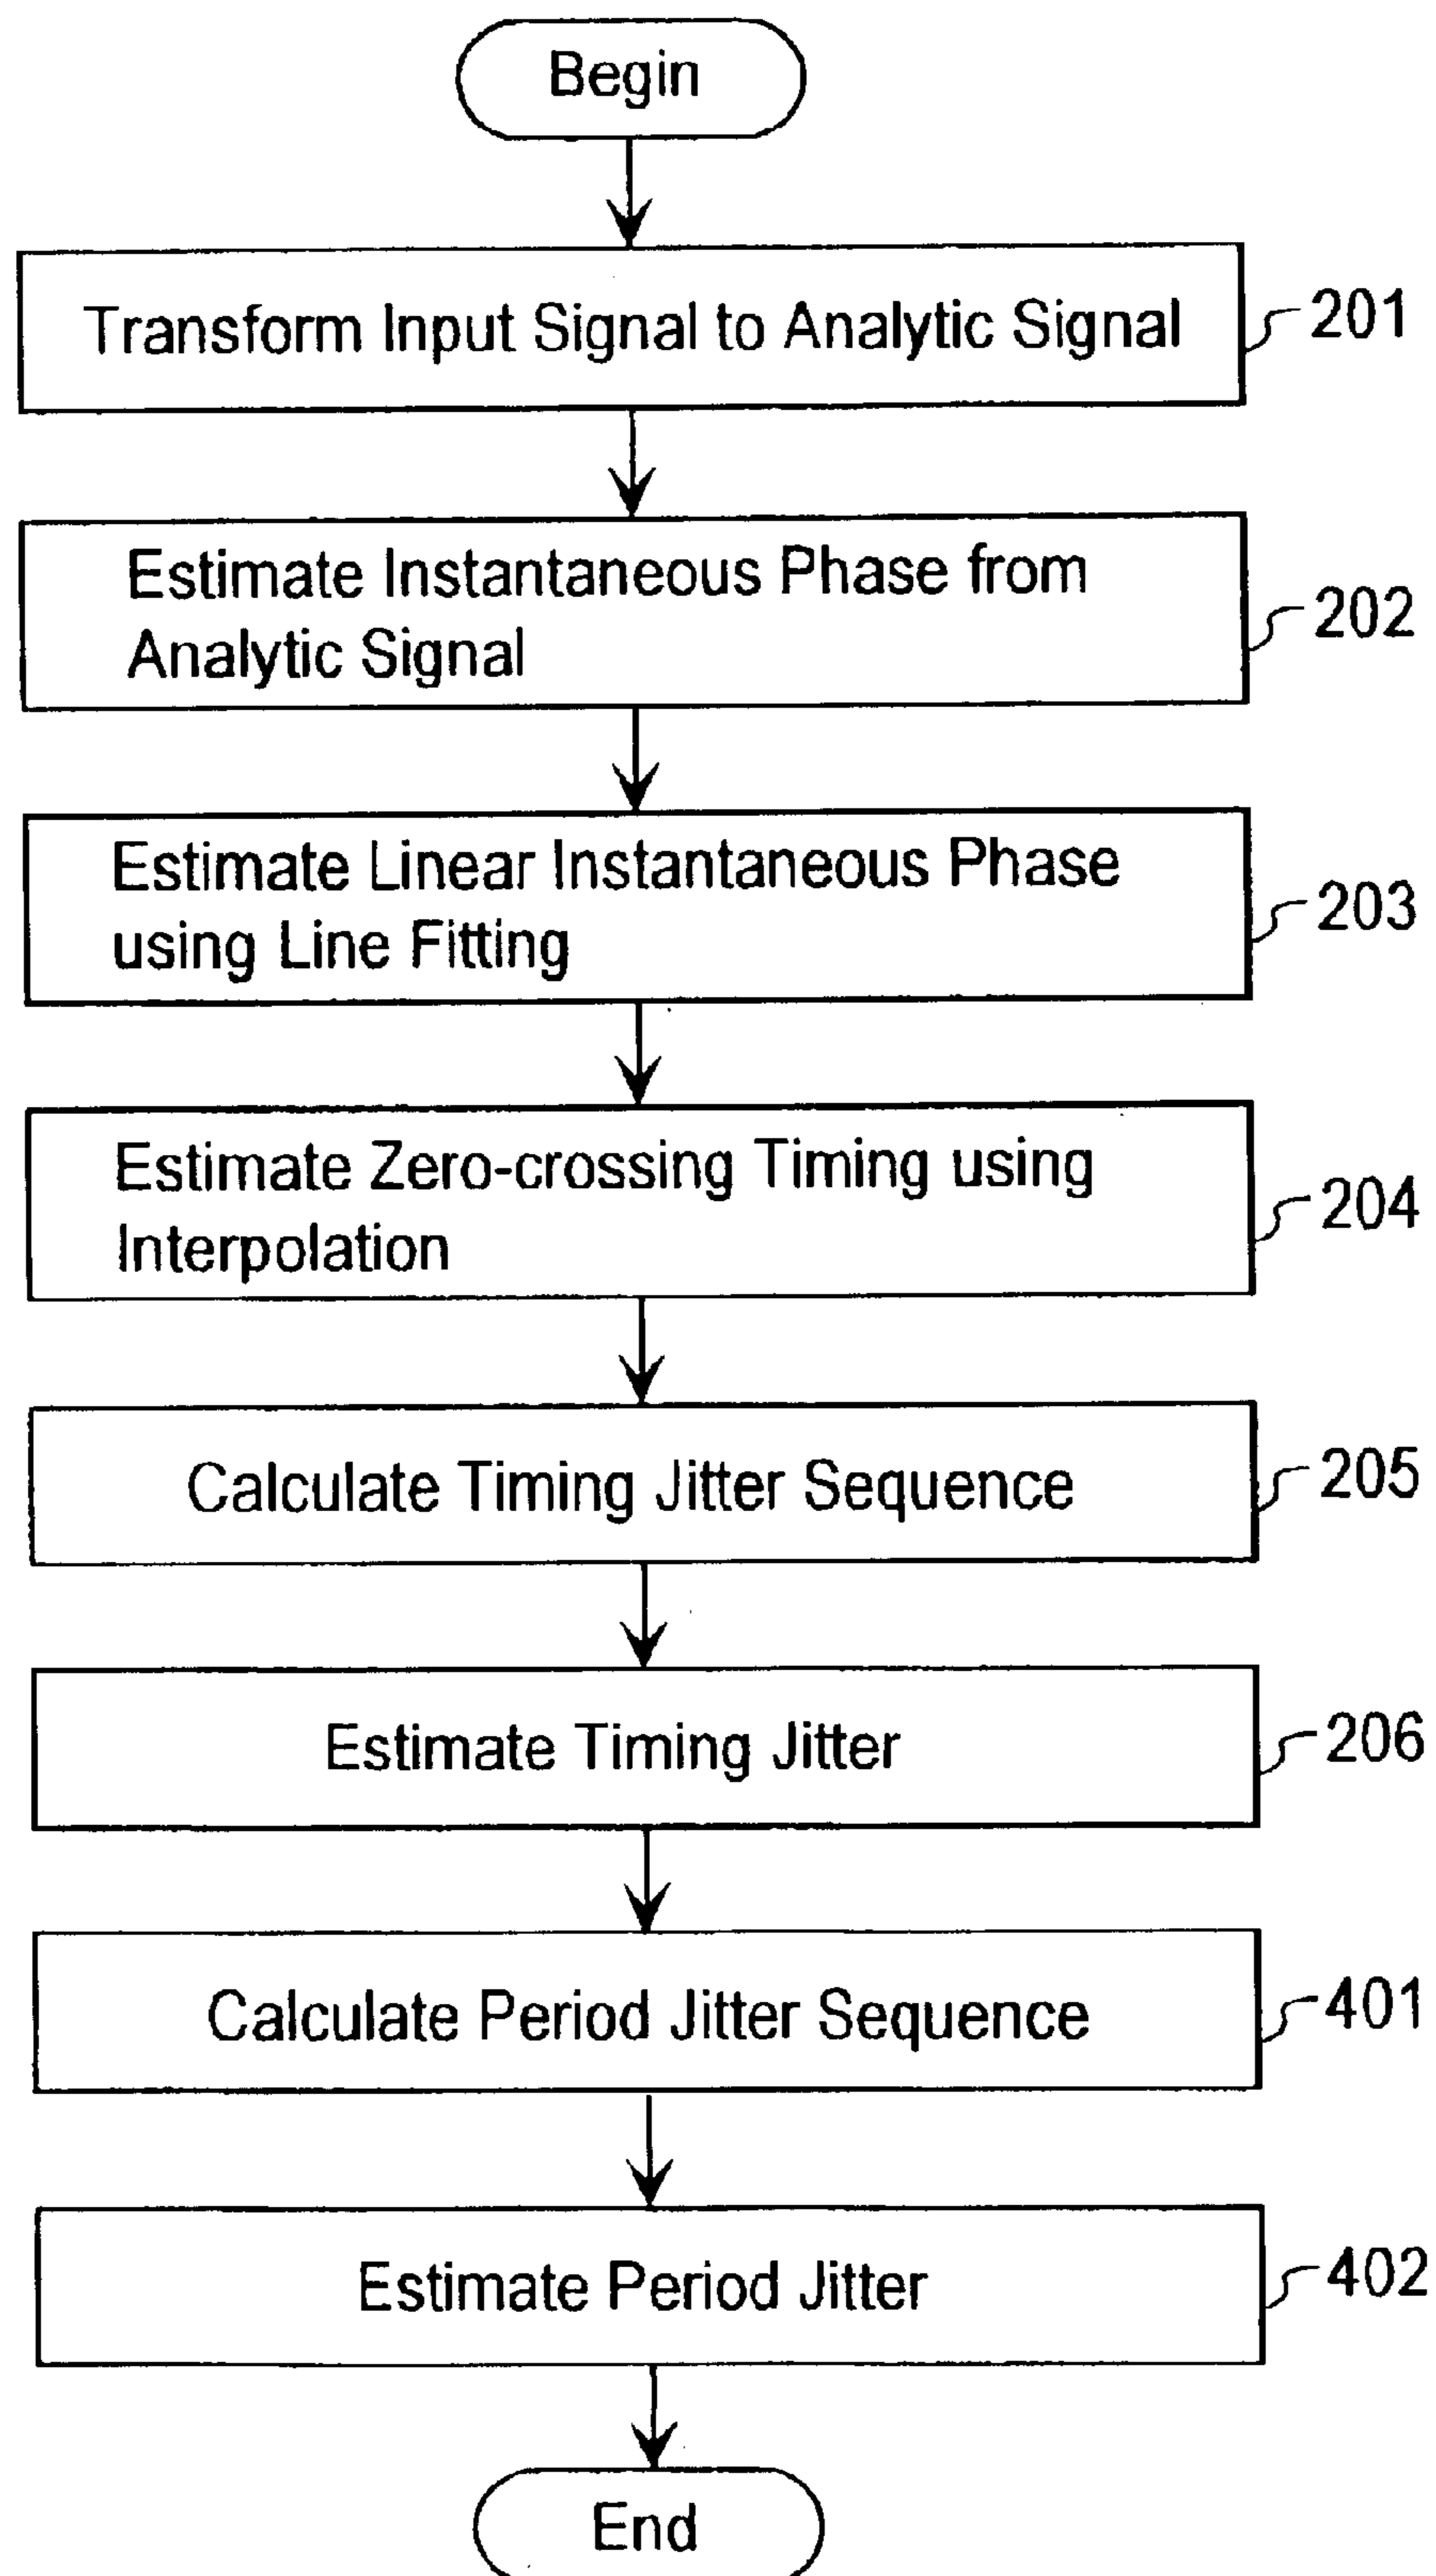 Begin
Transform Input Signal to Analytic Signal
201
Estimate Instantaneous Phase from
Analytic Signal
202
Estimate Linear Instantaneous Phase
using Line Fitting
203
Estimate Zero-crossing Timing using
Interpolation
204
Calculate Timing Jitter Sequence
205
Estimate Timing Jitter
206
Calculate Period Jitter Sequence
401
Estimate Period Jitter
402
End